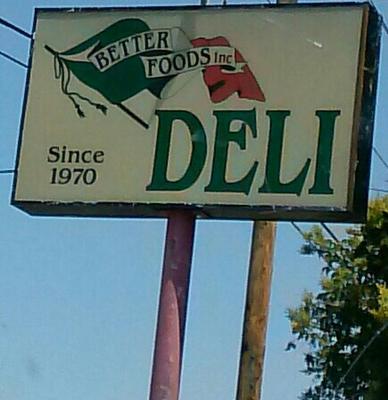 BETTER
FOODS Inc
DELI
Since
1970